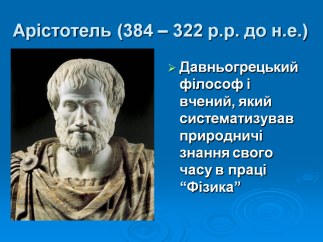 Арістотель (384 – 322 р.р. до н.е.)
Давньогрецький
філософ і
вчений, який
систематизував
природничі
знання свого
часу в праці
“Фізика”